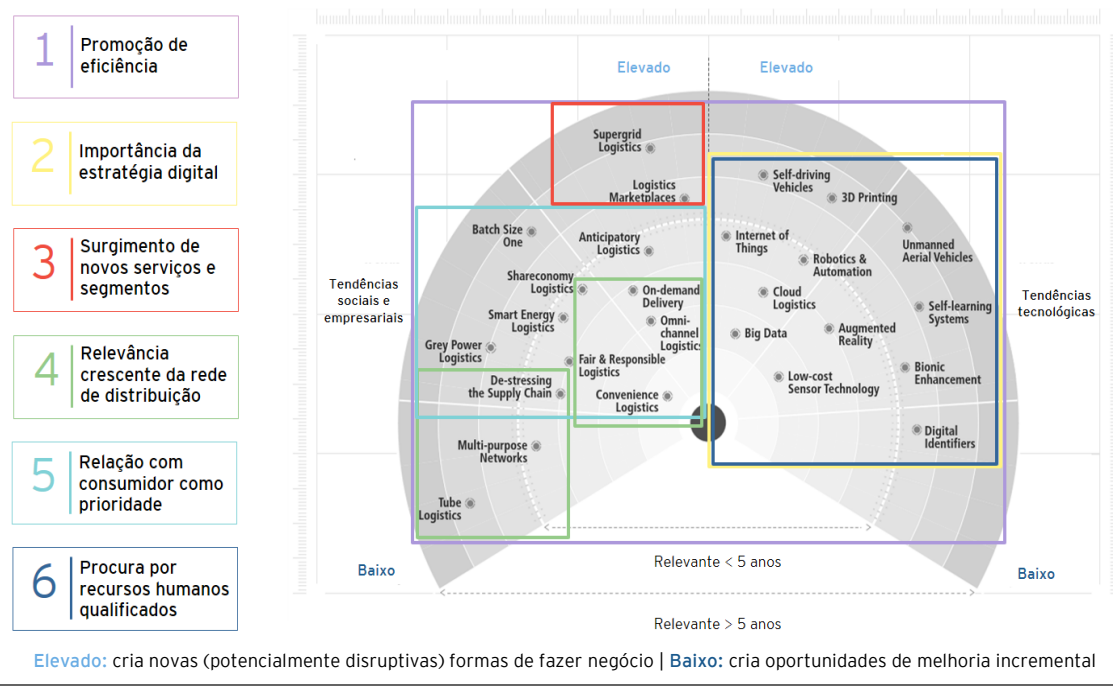 1
Promoção de
eficiência
2
Importância da
estratégia digital
3
Surgimento de
novos serviços e
segmentos
4
Relevância
crescente da rede
de distribuição
5
Relação com
consumidor como
prioridade
6
Procura por
recursos humanos
qualificados
Elevado
Elevado
Tendências
sociais e
empresariais
Supergrid
Logistics
Logistics
Marketplaces
Batch Size
One
Anticipatory
Logistics
Shareconomy
Logistics
On-demand
Delivery
Smart Energy
Logistics
Omni-
channel
Logistics
Grey Power
Logistics
Fair & Responsible
Logistics
De-stressing
the Supply Chain
Convenience
Logistics
Multi-purpose
Networks
Tube
Logistics
Self-driving
Vehicles
3D Printing
Internet of
Things
Unmanned
Aerial Vehicles
Robotics &
Automation
Cloud
Logistics
Self-learning
Systems
Big Data
Augmented
Reality
Bionic
Enhancement
Low-cost
Sensor Technology
Digital
Identifiers
Tendências
tecnológicas
Baixo
Relevante < 5 anos
Baixo
Relevante > 5 anos
Elevado: cria novas (potencialmente disruptivas) formas de fazer negócio | Baixo: cria oportunidades de melhoria incremental